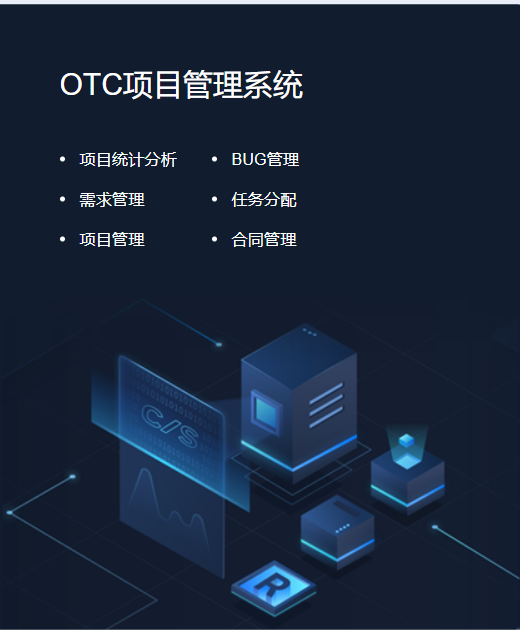 OTC项目管理系统
• 项目统计分析 • BUG管理
• 需求管理 • 任务分配
• 项目管理 • 合同管理
C/S
R